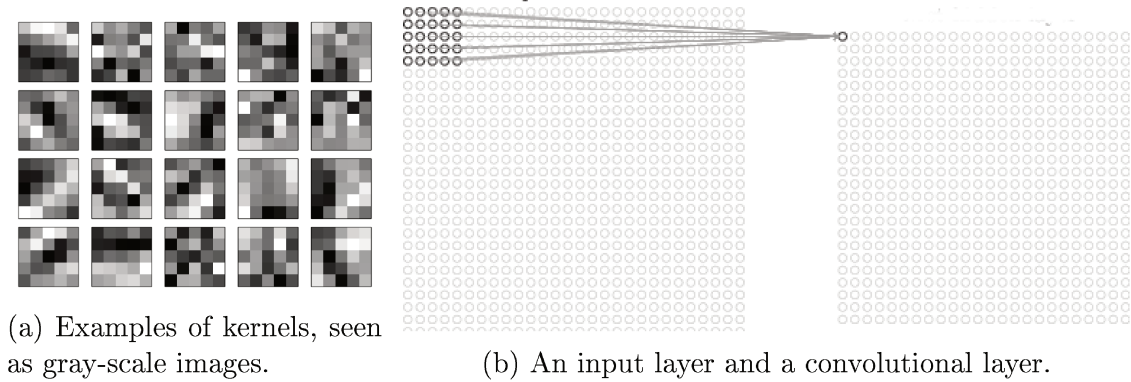 (a) Examples of kernels, seen
as gray-scale images.
(b) An input layer and a convolutional layer.